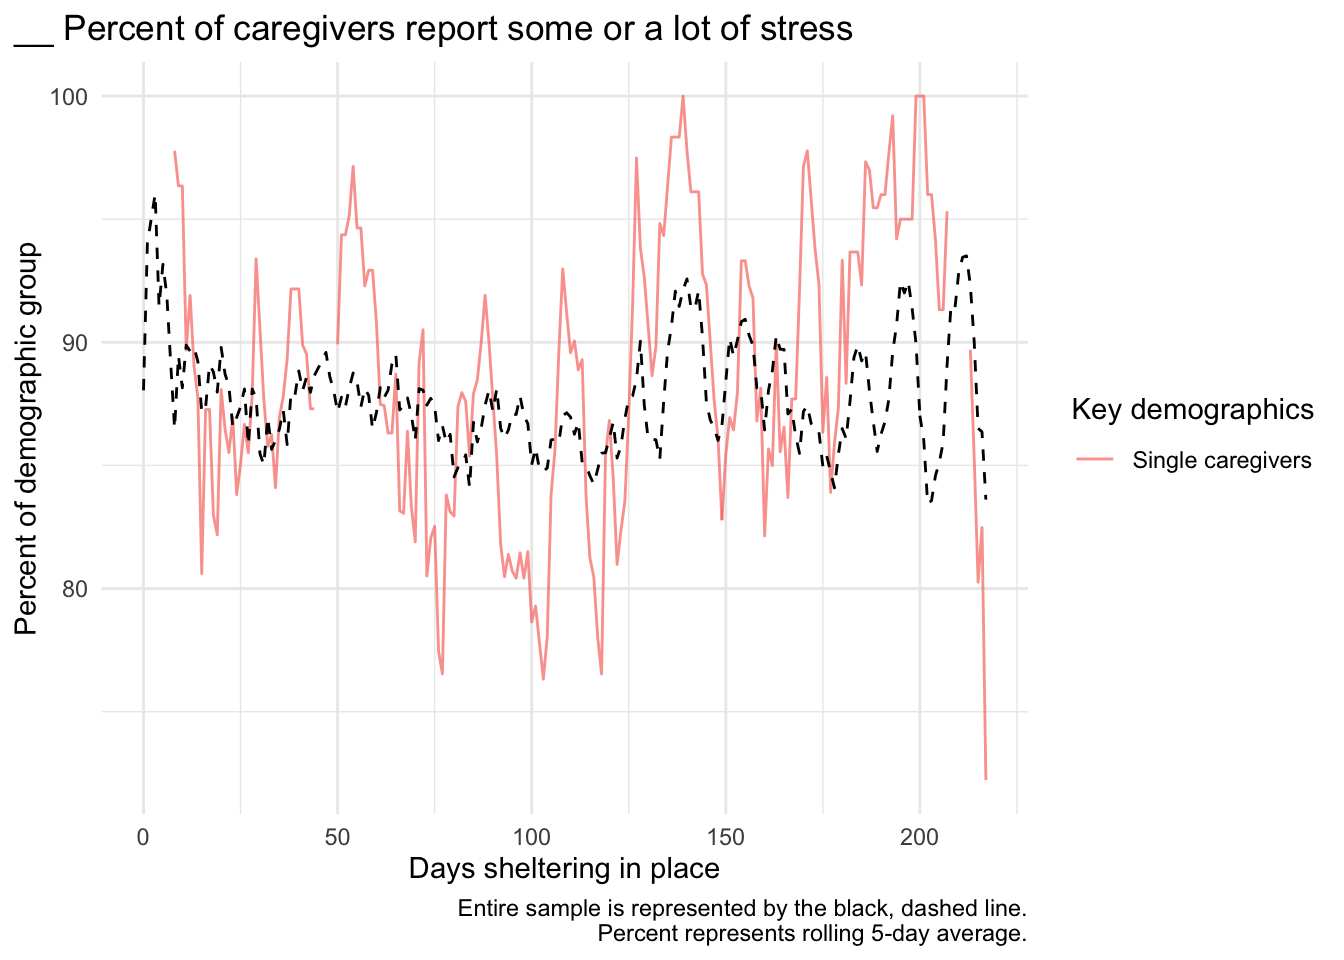 __ Percent of caregivers report some or a lot of stress
Percent of demographic group
100
90
80
0 50 100 150 200
Days sheltering in place
Key demographics
Single caregivers
Entire sample is represented by the black, dashed line.
Percent represents rolling 5-day average.